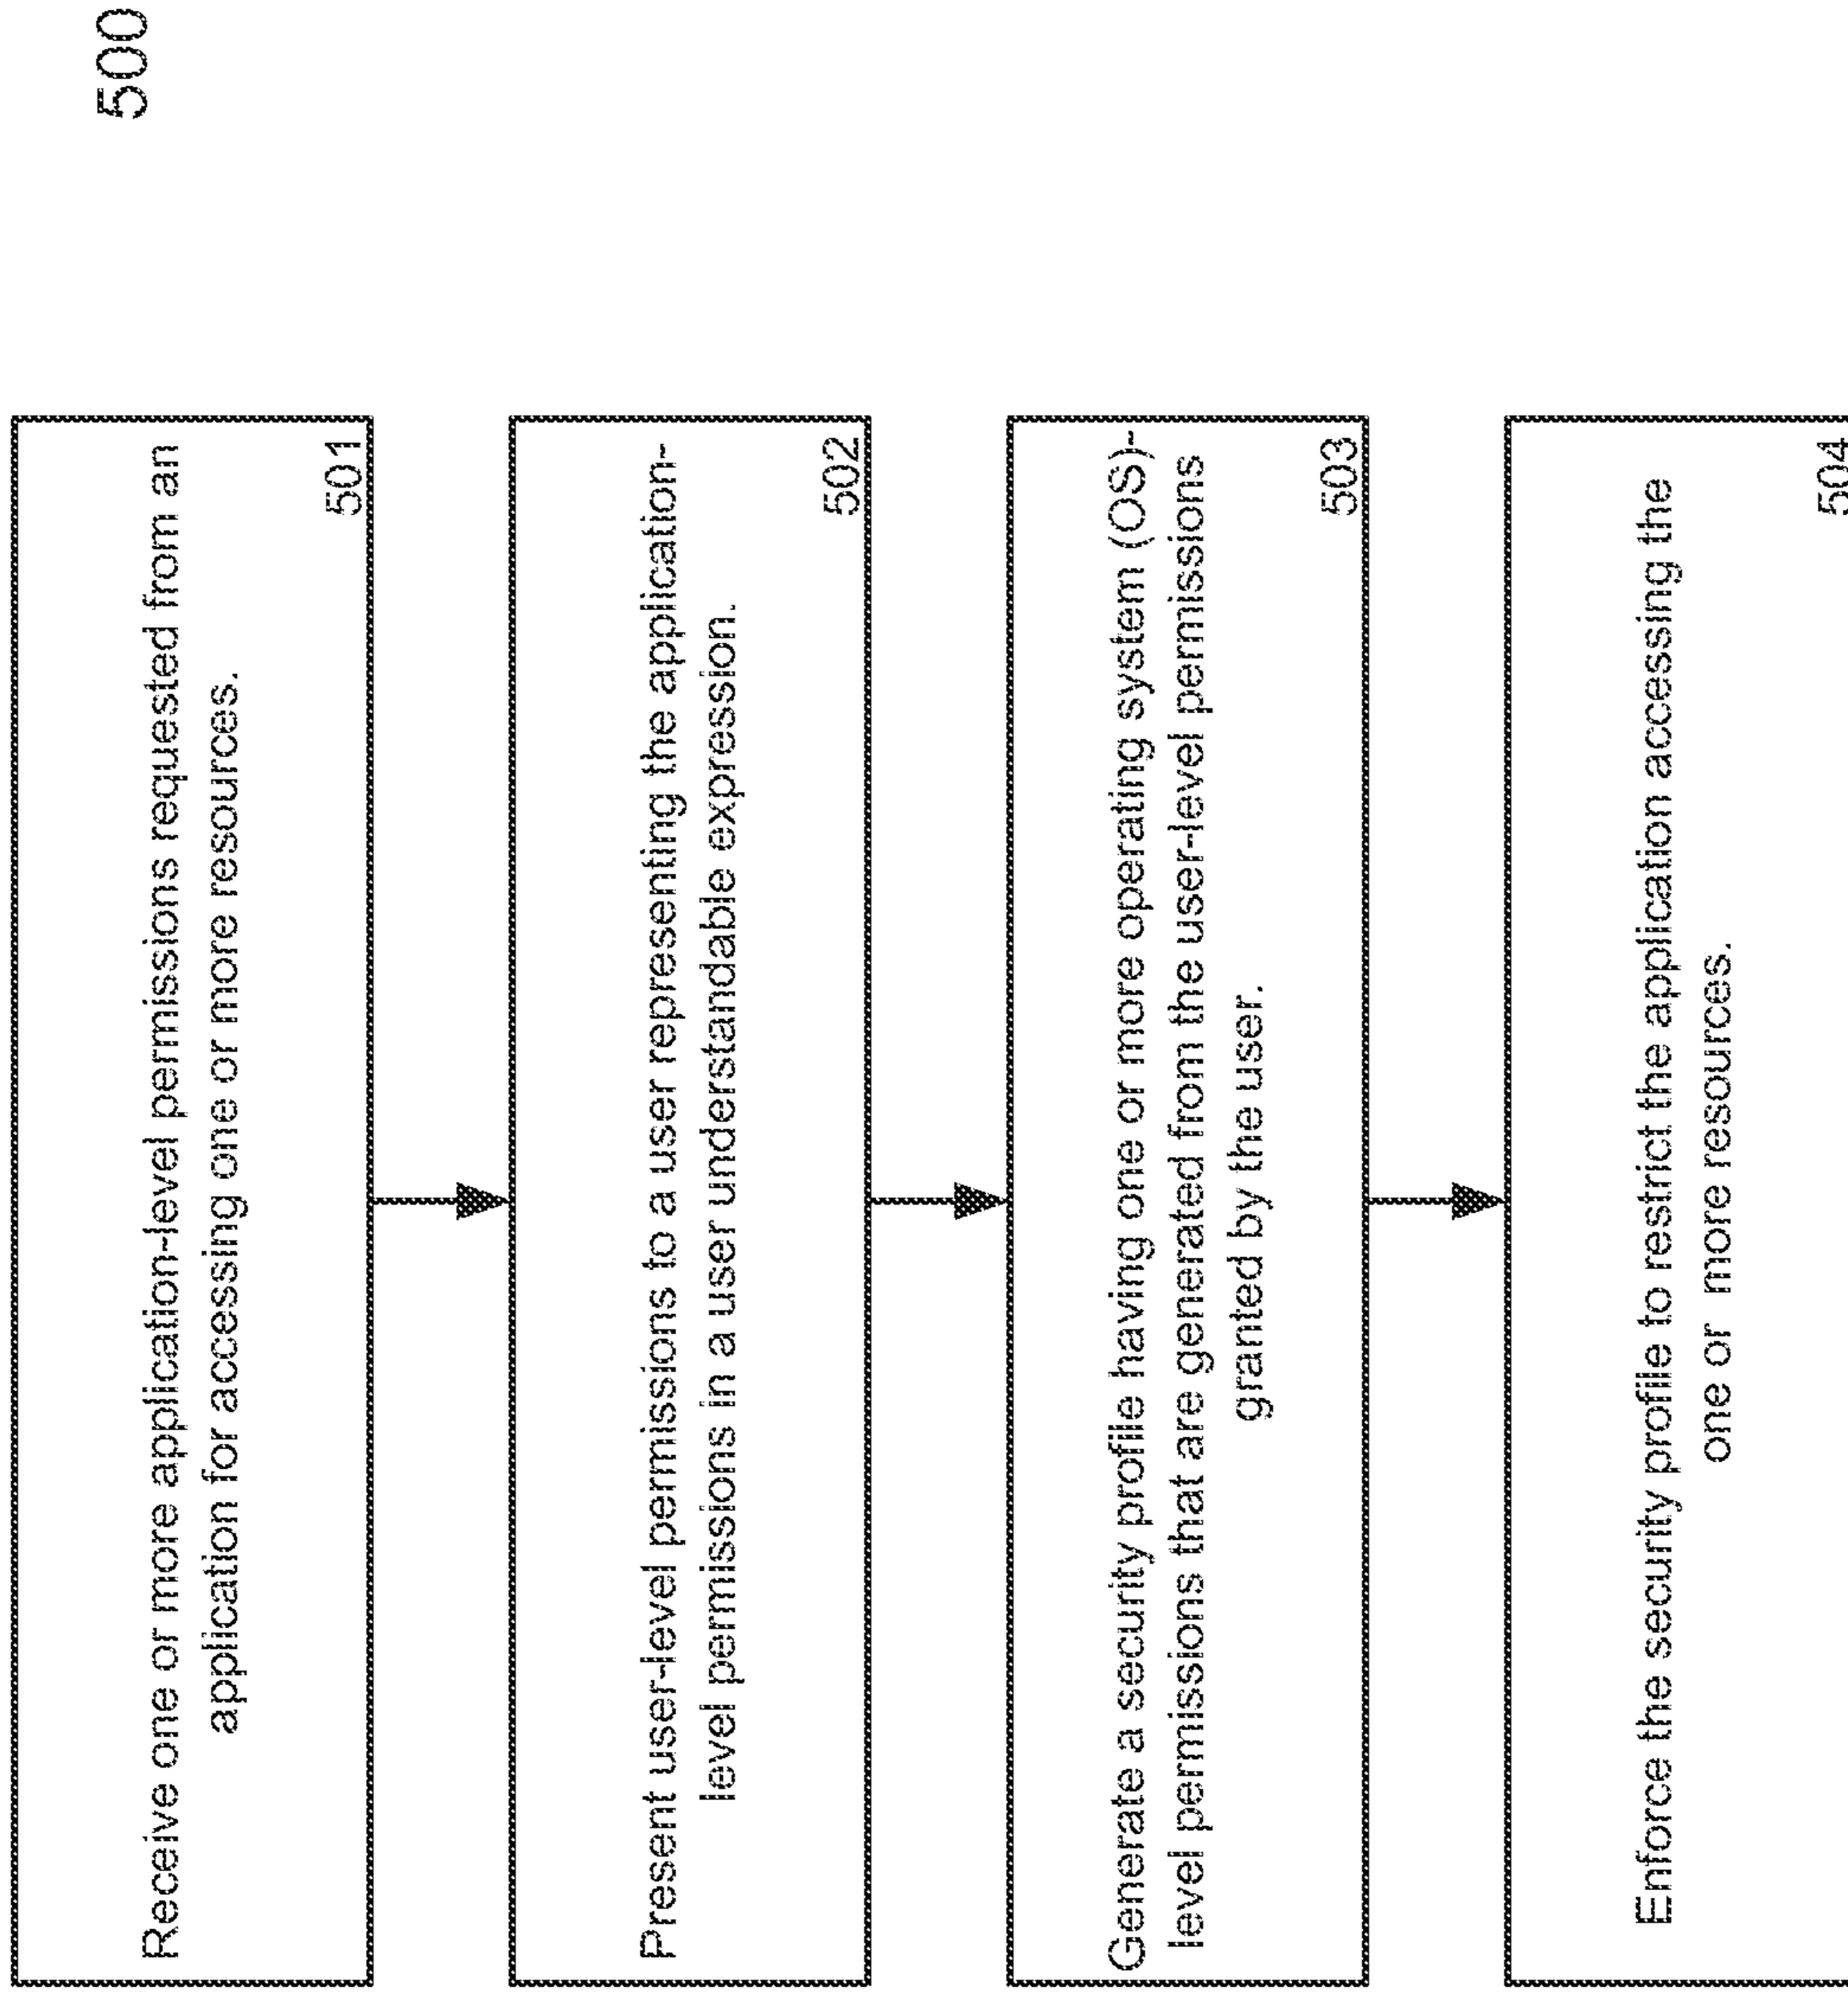 500
Receive one or more application-level permissions requested from an
application for accessing one or more resources.
501
Present user-level permissions to a user representing the application-
level permissions in a user understandable expression.
502
Generate a security profile having one or more operating system (OS)-
level permissions that are generated from the user-level permissions
granted by the user.
503
Enforce the security profile to restrict the application accessing the
one or more resources.
504